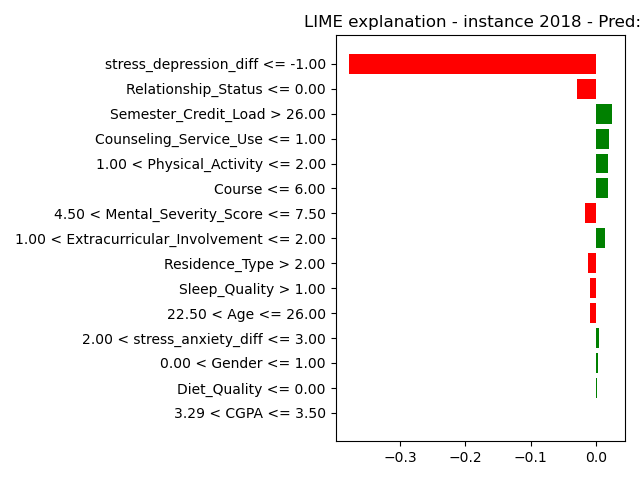 LIME explanation - instance 2018 - Pred:
stress_depression_diff <= -1.00
Relationship_Status <= 0.00
Semester_Credit_Load > 26.00
Counseling_Service_Use <= 1.00
1.00 < Physical_Activity <= 2.00
Course <= 6.00
4.50 < Mental_Severity_Score <= 7.50
1.00 < Extracurricular_Involvement <= 2.00
Residence_Type > 2.00
Sleep_Quality > 1.00
22.50 < Age <= 26.00
2.00 < stress_anxiety_diff <= 3.00
0.00 < Gender <= 1.00
Diet_Quality <= 0.00
3.29 < CGPA <= 3.50
−0.3 −0.2 −0.1 0.0